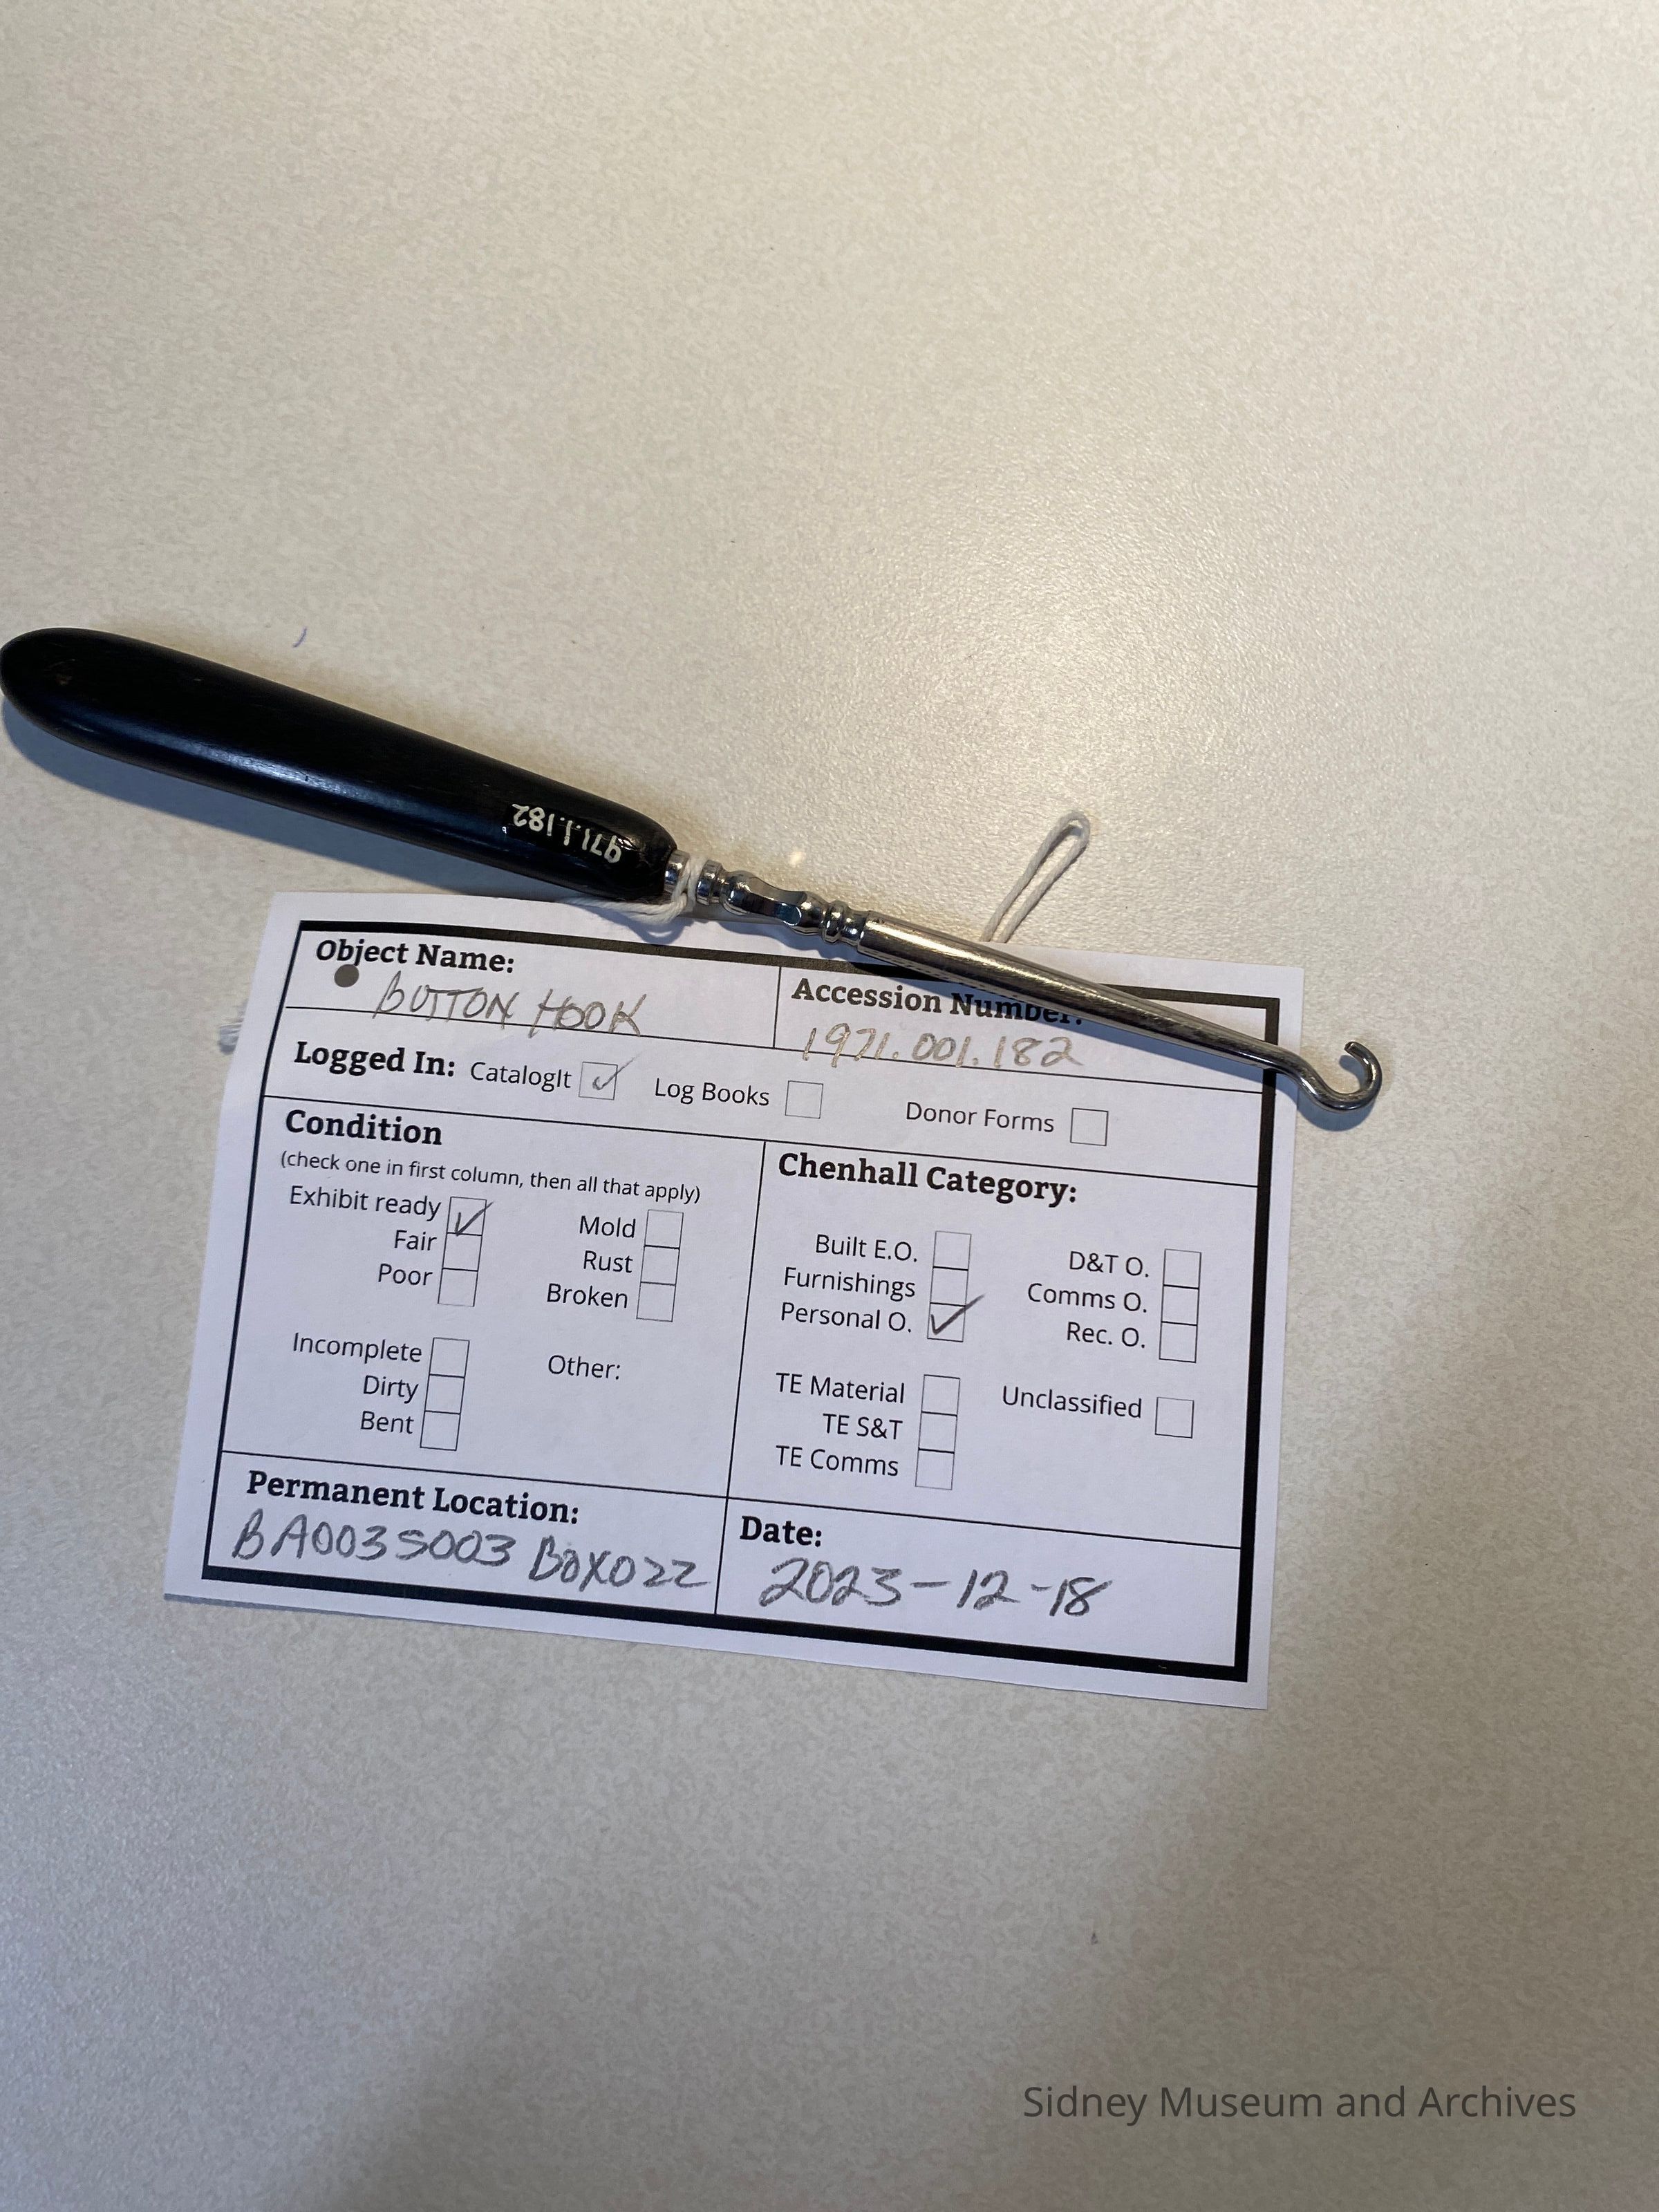 971.1.182
Object Name:
BUTTON HOOK
Accession Number:
1971.001.182
Logged In: CatalogIt Log Books Donor Forms
Condition
(check one in first column, then all that apply)
Exhibit ready Mold
Fair Rust
Poor Broken
Incomplete Other:
Dirty
Bent
Chenhall Category:
Built E.O. D&T O.
Furnishings Comms O.
Personal O. Rec. O.
TE Material Unclassified
TE S&T
TE Comms
Permanent Location:
BA003S003 BOX022
Date:
2023-12-18
Sidney Museum and Archives